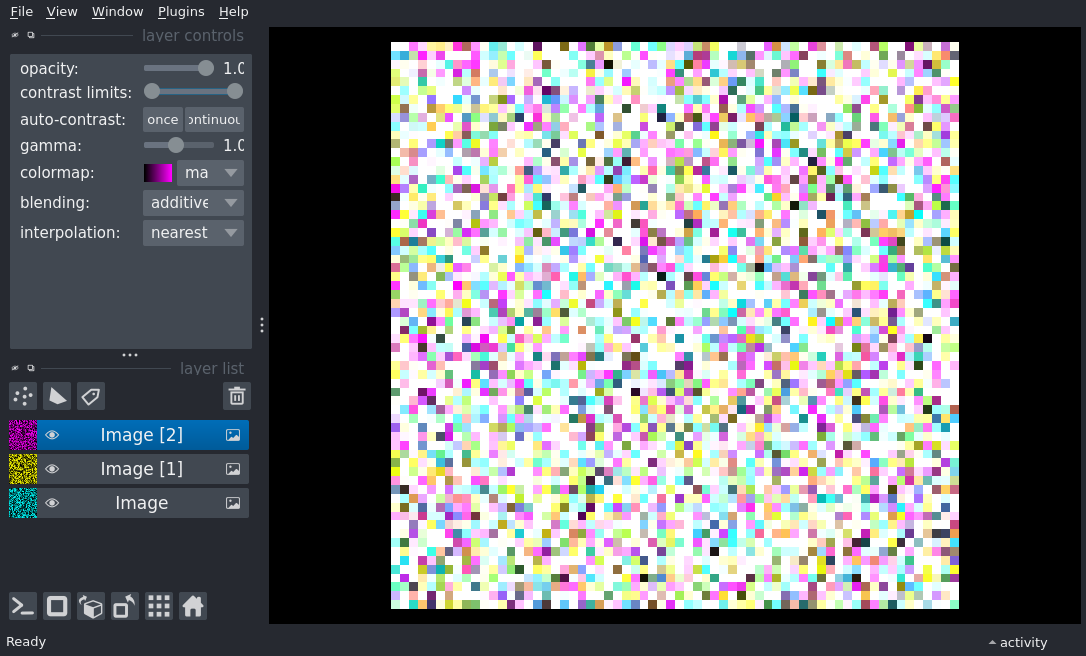 File View Window Plugins Help
layer controls
opacity: 1.0
contrast limits:
auto-contrast: once ontinuou
gamma: 1.0
colormap: ma
blending: additive
interpolation: nearest
layer list
Image [2]
Image [1]
Image
Ready
activity